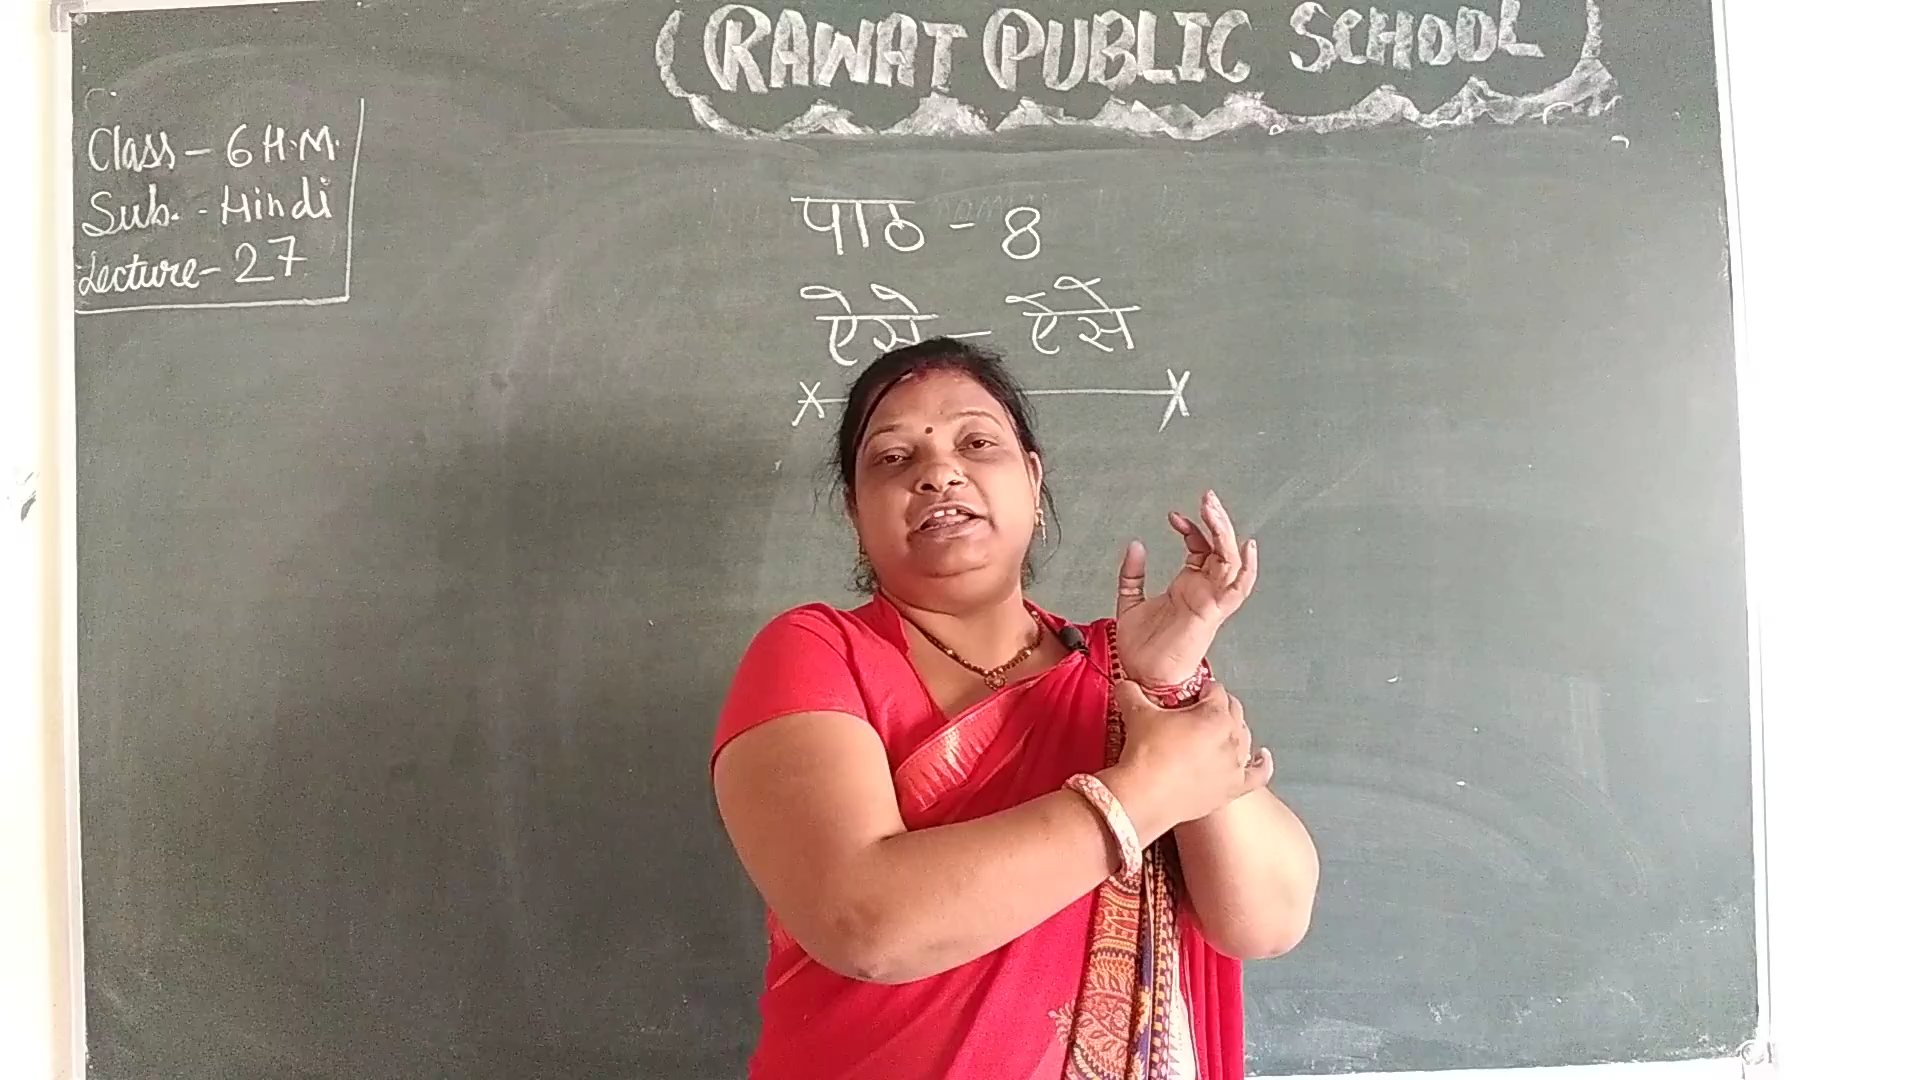 RAWAT PUBLIC SCHOOL
Class - 6 H.M.
Sub. - Hindi
Lecture - 27
पाठ - 8
ऐसे - ऐसे